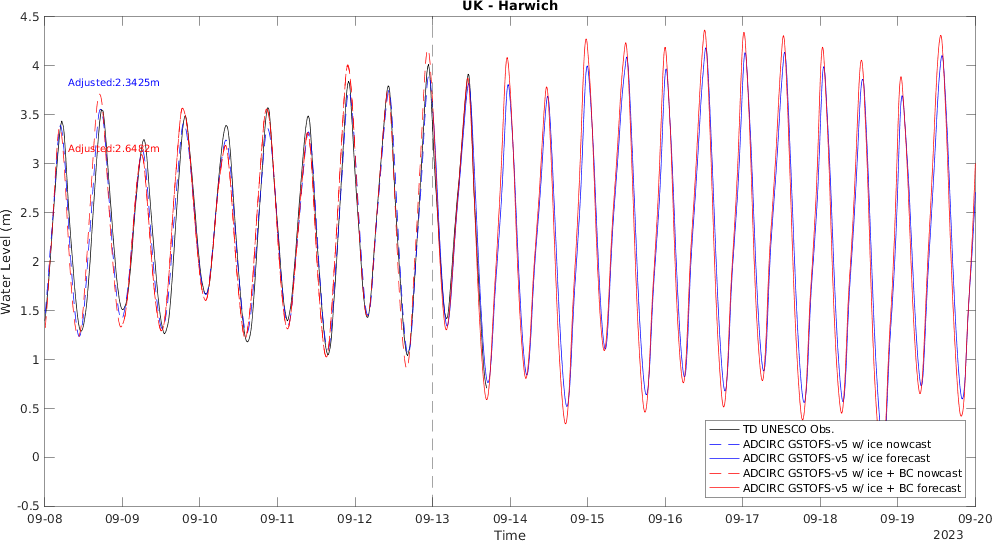 UK - Harwich
4.5
4
3.5
3
2.5
2
1.5
1
0.5
0
-0.5
Water Level (m)
Adjusted:2.3425m
Adjusted:2.6482m
TD UNESCO Obs.
ADCIRC GSTOFS-v5 w/ ice nowcast
ADCIRC GSTOFS-v5 w/ ice forecast
ADCIRC GSTOFS-v5 w/ ice + BC nowcast
ADCIRC GSTOFS-v5 w/ ice + BC forecast
09-08 09-09 09-10 09-11 09-12 09-13 09-14 09-15 09-16 09-17 09-18 09-19 09-20
Time
2023